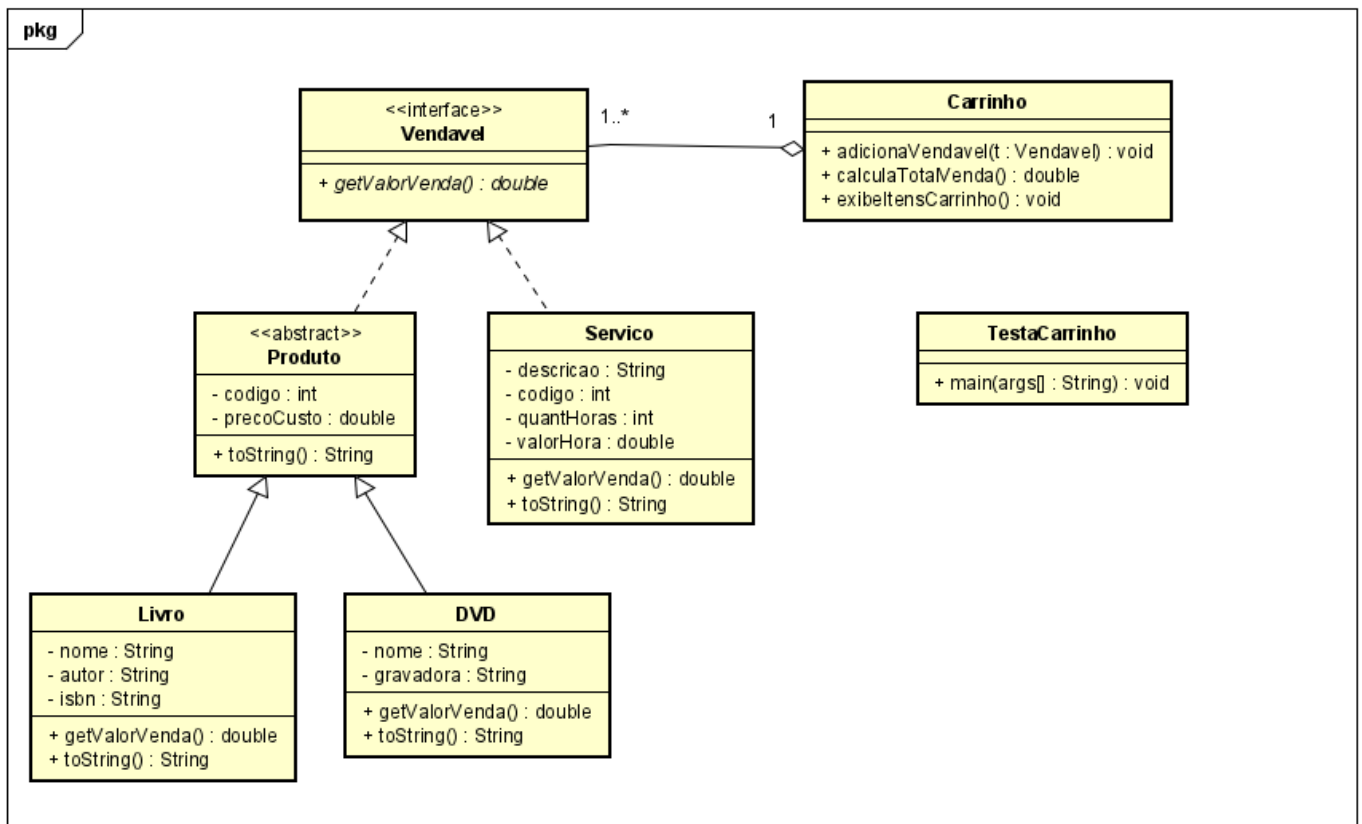 pkg
<<interface>>
Vendavel
+ getValorVenda() : double
1..*
1
Carrinho
+ adicionaVendavel(t : Vendavel) : void
+ calculaTotalVenda() : double
+ exibeItensCarrinho() : void
<<abstract>>
Produto
- codigo : int
- precoCusto : double
+ toString() : String
Servico
- descricao : String
- codigo : int
- quantHoras : int
- valorHora : double
+ getValorVenda() : double
+ toString() : String
TestaCarrinho
+ main(args[] : String) : void
Livro
- nome : String
- autor : String
- isbn : String
+ getValorVenda() : double
+ toString() : String
DVD
- nome : String
- gravadora : String
+ getValorVenda() : double
+ toString() : String